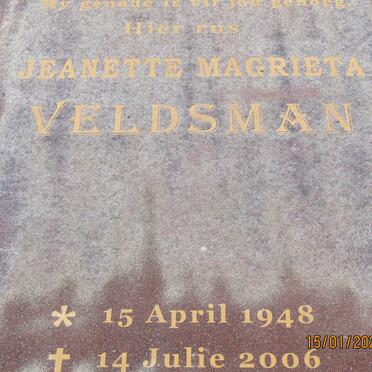 My genade is vir jou genoeg.
Hier rus
JEANETTE MAGRIETA
VELDSMAN
* 15 April 1948
✝ 14 Julie 2006
15/01/202